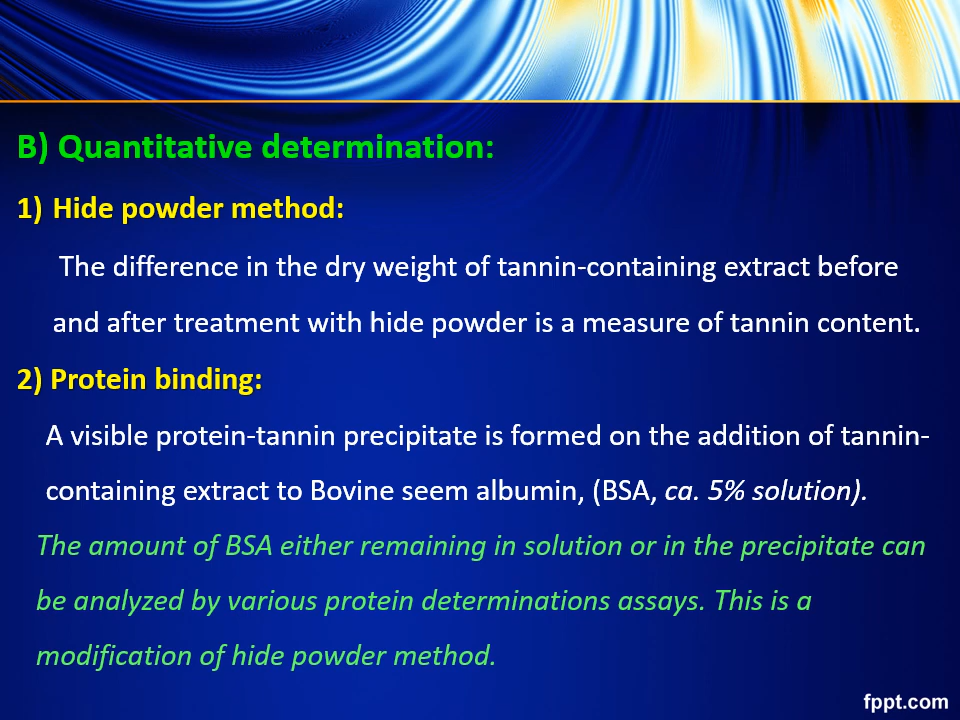 B) Quantitative determination:
1) Hide powder method:
The difference in the dry weight of tannin-containing extract before
and after treatment with hide powder is a measure of tannin content.
2) Protein binding:
A visible protein-tannin precipitate is formed on the addition of tannin-
containing extract to Bovine seem albumin, (BSA, ca. 5% solution).
The amount of BSA either remaining in solution or in the precipitate can
be analyzed by various protein determinations assays. This is a
modification of hide powder method.
fppt.com